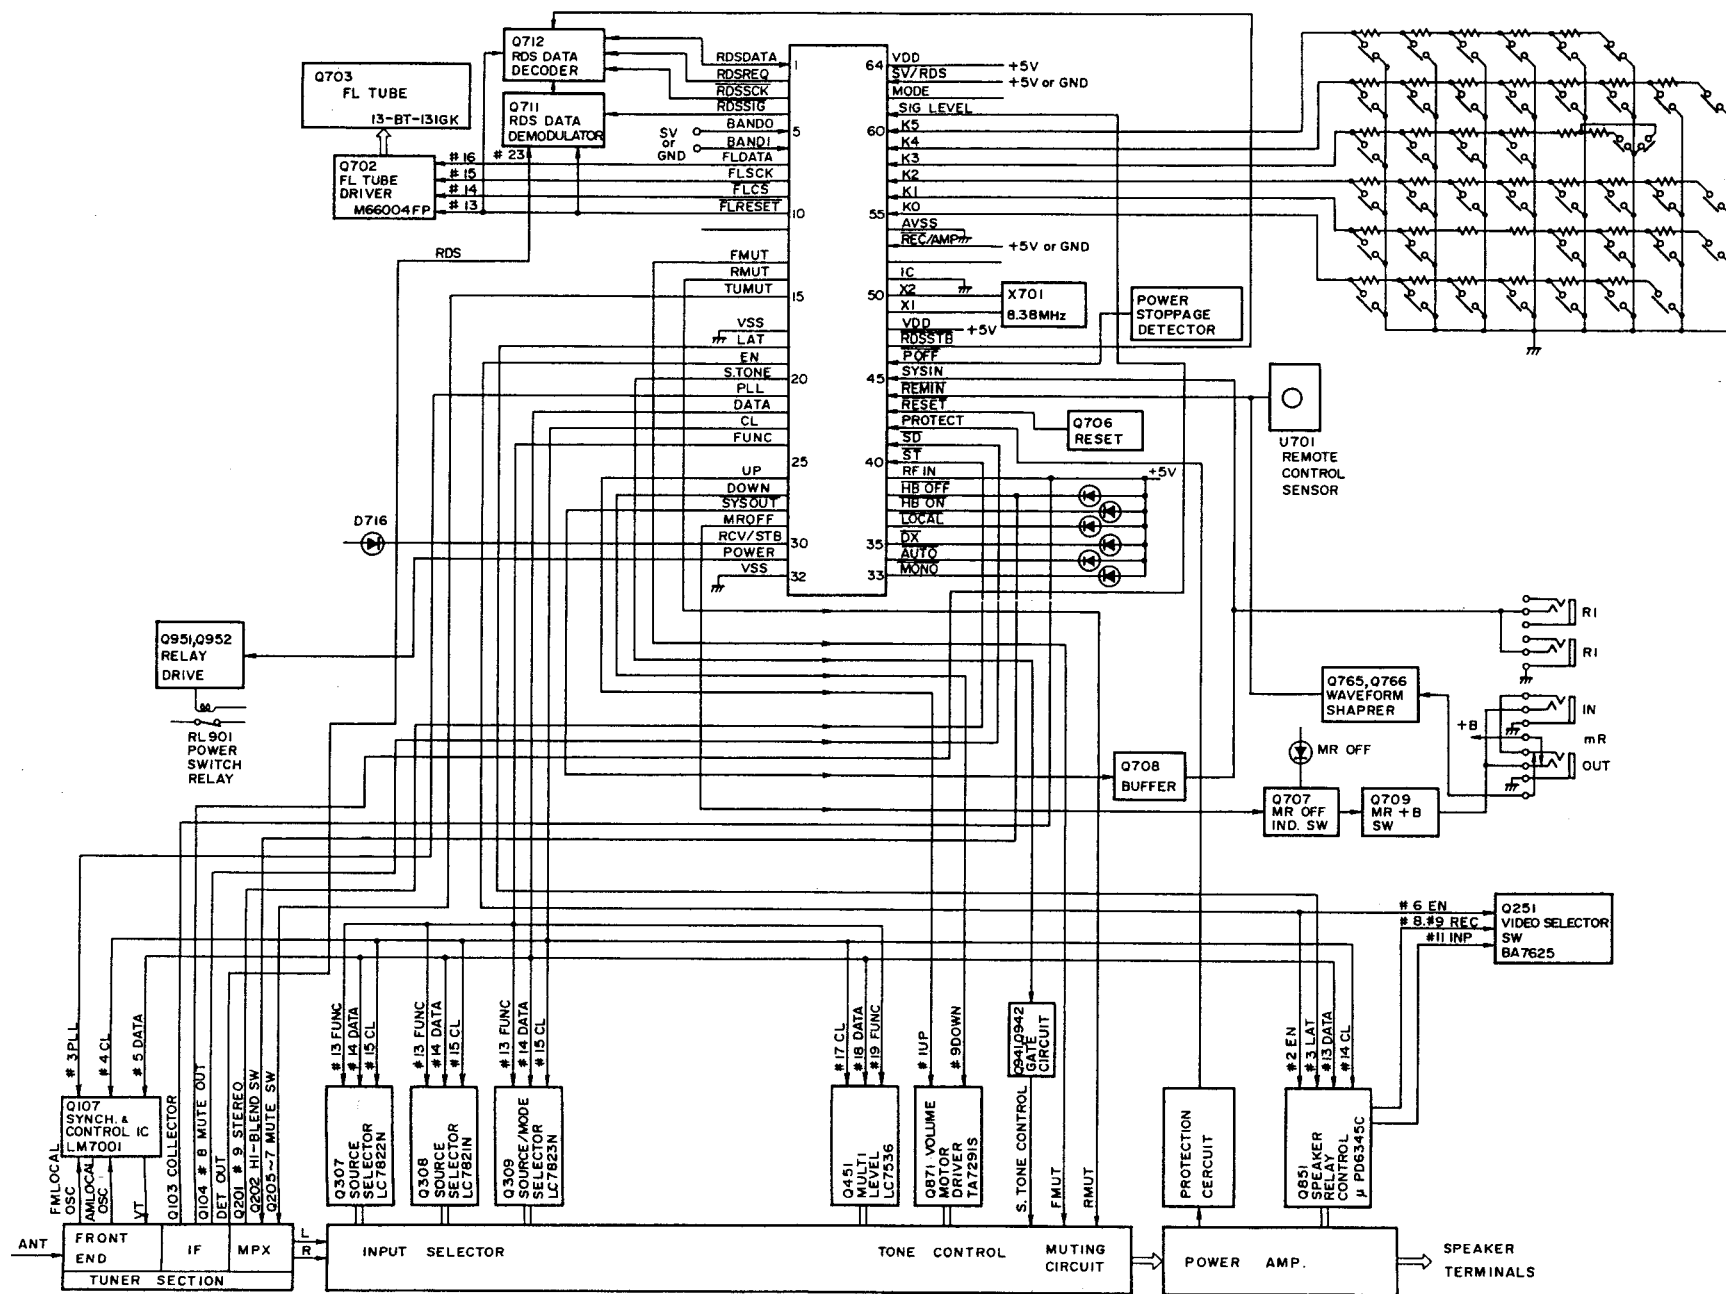 Q712
RDS DATA
DECODER
Q703
FL TUBE
13-BT-131GK
Q711
RDS DATA
DEMODULATOR
Q702
FL TUBE
DRIVER
M66004FP
#16
#15
#14
#13
#23
SV
or
GND
RDS
RDSDATA
RDSREQ
RDSSCK
RDSSIG
BAND0
BAND1
FLDATA
FLSCK
FLCS
FLRESET
FMUT
RMUT
TUMUT
VSS
LAT
EN
S.TONE
PLL
DATA
CL
FUNC
UP
DOWN
SYSOUT
MROFF
RCV/STB
POWER
VSS
1
5
10
15
20
25
30
32
64
60
55
50
45
40
35
33
VDD
SV/RDS
MODE
SIG LEVEL
K5
K4
K3
K2
K1
K0
AVSS
REC/AMP
IC
X2
X1
VDD
RDSSTB
POFF
SYSIN
REMIN
RESET
PROTECT
SD
ST
RF IN
HB OFF
HB ON
LOCAL
DX
AUTO
MONO
+5V
+5V or GND
+5V or GND
+5V
+5V
X701
8.38MHz
POWER
STOPPAGE
DETECTOR
Q706
RESET
U701
REMOTE
CONTROL
SENSOR
D716
Q951,Q952
RELAY
DRIVE
RL901
POWER
SWITCH
RELAY
RI
RI
Q765,Q766
WAVEFORM
SHAPRER
IN
+B
mR
OUT
MR OFF
Q708
BUFFER
Q707
MR OFF
IND. SW
Q709
MR +B
SW
#6 EN
#8.#9 REC
#11 INP
Q251
VIDEO SELECTOR
SW
BA7625
#3PLL
#4 CL
#5 DATA
Q107
SYNCH. &
CONTROL IC
LM7001
FMLOCAL
OSC
AMLOCAL
OSC
VT
Q103 COLLECTOR
Q104 #8 MUTE OUT
DET OUT
Q201 #9 STEREO
Q202 HI-BLEND SW
Q205~7 MUTE SW
#13 FUNC
#14 DATA
#15 CL
Q307
SOURCE
SELECTOR
LC7822N
#13 FUNC
#14 DATA
#15 CL
Q308
SOURCE
SELECTOR
LC7821N
#13 FUNC
#14 DATA
#15 CL
Q309
SOURCE/MODE
SELECTOR
LC7823N
#17 CL
#18 DATA
#19 FUNC
Q451
MULTI
LEVEL
LC7536
#1UP
#9DOWN
Q871 VOLUME
MOTOR
DRIVER
TA7291S
Q941,Q942
GATE
CIRCUIT
S. TONE CONTROL
FMUT
RMUT
PROTECTION
CERCUIT
#2 EN
#3 LAT
#13 DATA
#14 CL
Q851
SPEAKER
RELAY
CONTROL
μPD6345C
ANT
FRONT
END
IF
MPX
TUNER SECTION
L
R
INPUT SELECTOR
TONE CONTROL
MUTING
CIRCUIT
POWER AMP.
SPEAKER
TERMINALS